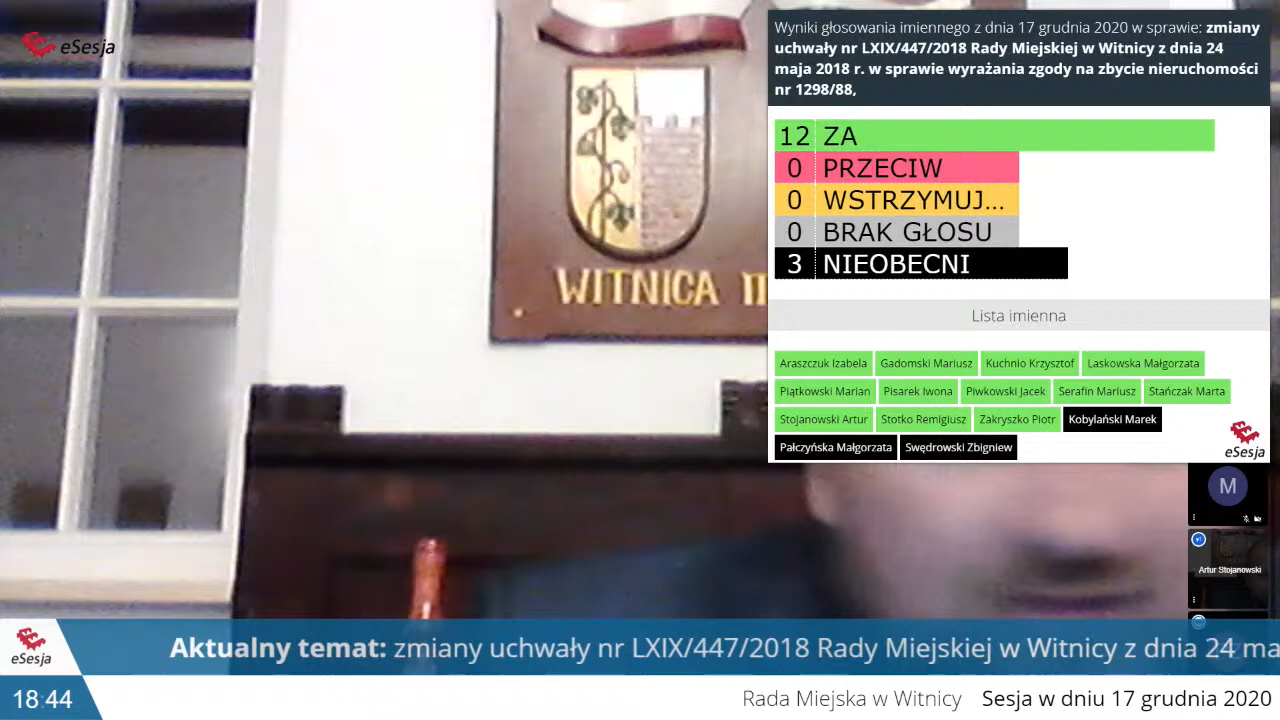 eSesja
WITNICA
Wyniki głosowania imiennego z dnia 17 grudnia 2020 w sprawie: zmiany
uchwały nr LXIX/447/2018 Rady Miejskiej w Witnicy z dnia 24
maja 2018 r. w sprawie wyrażania zgody na zbycie nieruchomości
nr 1298/88,
12 ZA
0 PRZECIW
0 WSTRZYMUJ...
0 BRAK GŁOSU
3 NIEOBECNI
Lista imienna
Araszczuk Izabela Gadomski Mariusz Kuchnio Krzysztof Laskowska Małgorzata
Piątkowski Marian Pisarek Iwona Piwkowski Jacek Serafin Mariusz Stańczak Marta
Stojanowski Artur Stotko Remigiusz Zakryszko Piotr Kobylański Marek
Pałczyńska Małgorzata Swędrowski Zbigniew
eSesja
M
Artur Stojanowski
eSesja
Aktualny temat: zmiany uchwały nr LXIX/447/2018 Rady Miejskiej w Witnicy z dnia 24 ma
18:44
Rada Miejska w Witnicy Sesja w dniu 17 grudnia 2020